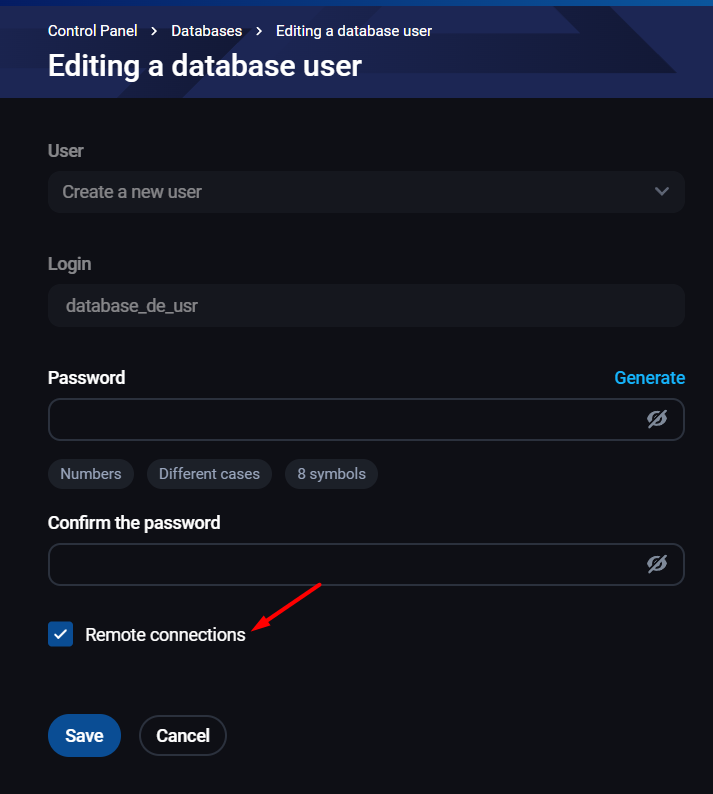 Control Panel > Databases > Editing a database user
Editing a database user
User
Create a new user
Login
database_de_usr
Password Generate
Numbers Different cases 8 symbols
Confirm the password
Remote connections
Save Cancel